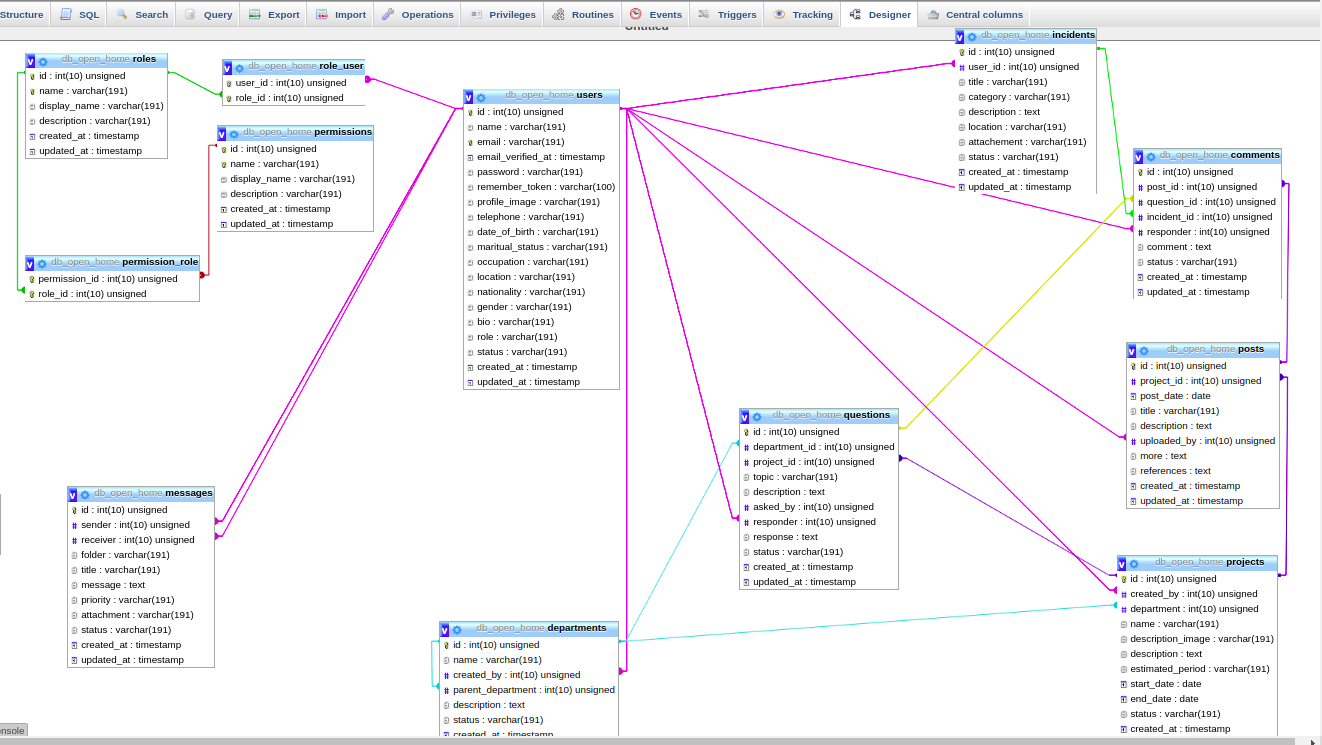 Structure SQL Search Query Export Import Operations Privileges Routines Events Triggers Tracking Designer Central columns
Untitled
db_open_home roles
id : int(10) unsigned
name : varchar(191)
display_name : varchar(191)
description : varchar(191)
created_at : timestamp
updated_at : timestamp
db_open_home role_user
user_id : int(10) unsigned
role_id : int(10) unsigned
db_open_home permissions
id : int(10) unsigned
name : varchar(191)
display_name : varchar(191)
description : varchar(191)
created_at : timestamp
updated_at : timestamp
db_open_home permission_role
permission_id : int(10) unsigned
role_id : int(10) unsigned
db_open_home users
id : int(10) unsigned
name : varchar(191)
email : varchar(191)
email_verified_at : timestamp
password : varchar(191)
remember_token : varchar(100)
profile_image : varchar(191)
telephone : varchar(191)
date_of_birth : varchar(191)
maritual_status : varchar(191)
occupation : varchar(191)
location : varchar(191)
nationality : varchar(191)
gender : varchar(191)
bio : varchar(191)
role : varchar(191)
status : varchar(191)
created_at : timestamp
updated_at : timestamp
db_open_home incidents
id : int(10) unsigned
user_id : int(10) unsigned
title : varchar(191)
category : varchar(191)
description : text
location : varchar(191)
attachement : varchar(191)
status : varchar(191)
created_at : timestamp
updated_at : timestamp
db_open_home comments
id : int(10) unsigned
post_id : int(10) unsigned
question_id : int(10) unsigned
incident_id : int(10) unsigned
responder : int(10) unsigned
comment : text
status : varchar(191)
created_at : timestamp
updated_at : timestamp
db_open_home posts
id : int(10) unsigned
project_id : int(10) unsigned
post_date : date
title : varchar(191)
description : text
uploaded_by : int(10) unsigned
more : text
references : text
created_at : timestamp
updated_at : timestamp
db_open_home questions
id : int(10) unsigned
department_id : int(10) unsigned
project_id : int(10) unsigned
topic : varchar(191)
description : text
asked_by : int(10) unsigned
responder : int(10) unsigned
response : text
status : varchar(191)
created_at : timestamp
updated_at : timestamp
db_open_home messages
id : int(10) unsigned
sender : int(10) unsigned
receiver : int(10) unsigned
folder : varchar(191)
title : varchar(191)
message : text
priority : varchar(191)
attachment : varchar(191)
status : varchar(191)
created_at : timestamp
updated_at : timestamp
db_open_home departments
id : int(10) unsigned
name : varchar(191)
created_by : int(10) unsigned
parent_department : int(10) unsigned
description : text
status : varchar(191)
created_at : timestamp
db_open_home projects
id : int(10) unsigned
created_by : int(10) unsigned
department : int(10) unsigned
name : varchar(191)
description_image : varchar(191)
description : text
estimated_period : varchar(191)
start_date : date
end_date : date
status : varchar(191)
created_at : timestamp
onsole